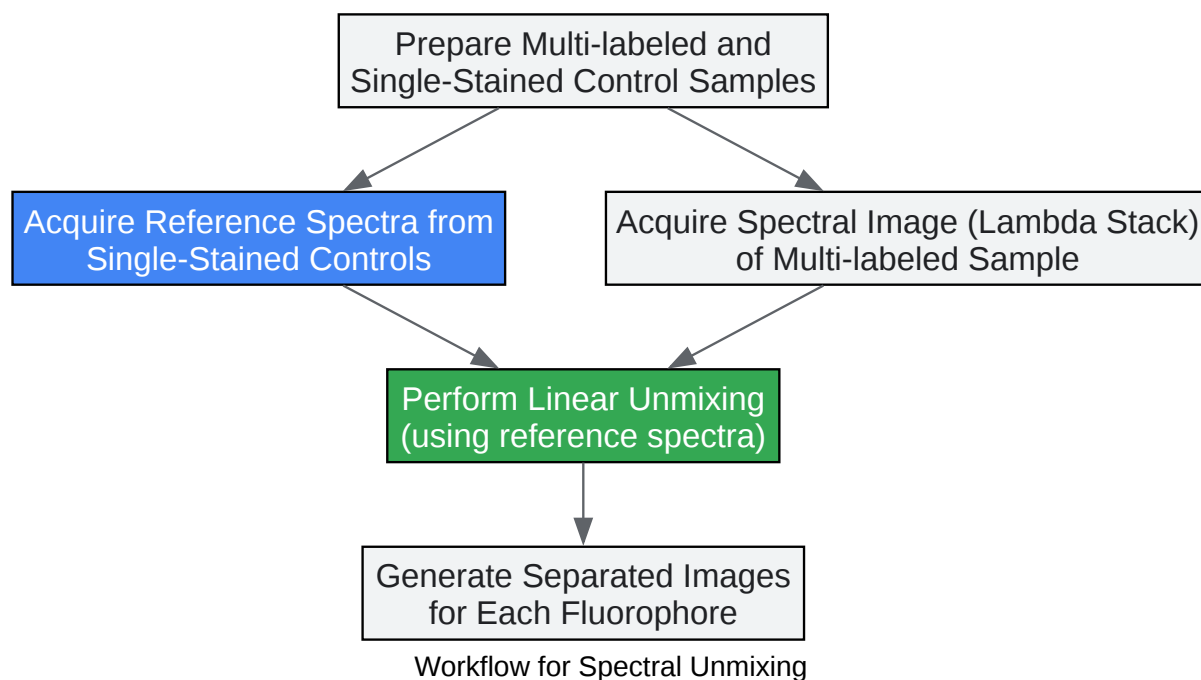 Prepare Multi-labeled and
Single-Stained Control Samples
Acquire Reference Spectra from
Single-Stained Controls
Acquire Spectral Image (Lambda Stack)
of Multi-labeled Sample
Perform Linear Unmixing
(using reference spectra)
Generate Separated Images
for Each Fluorophore
Workflow for Spectral Unmixing